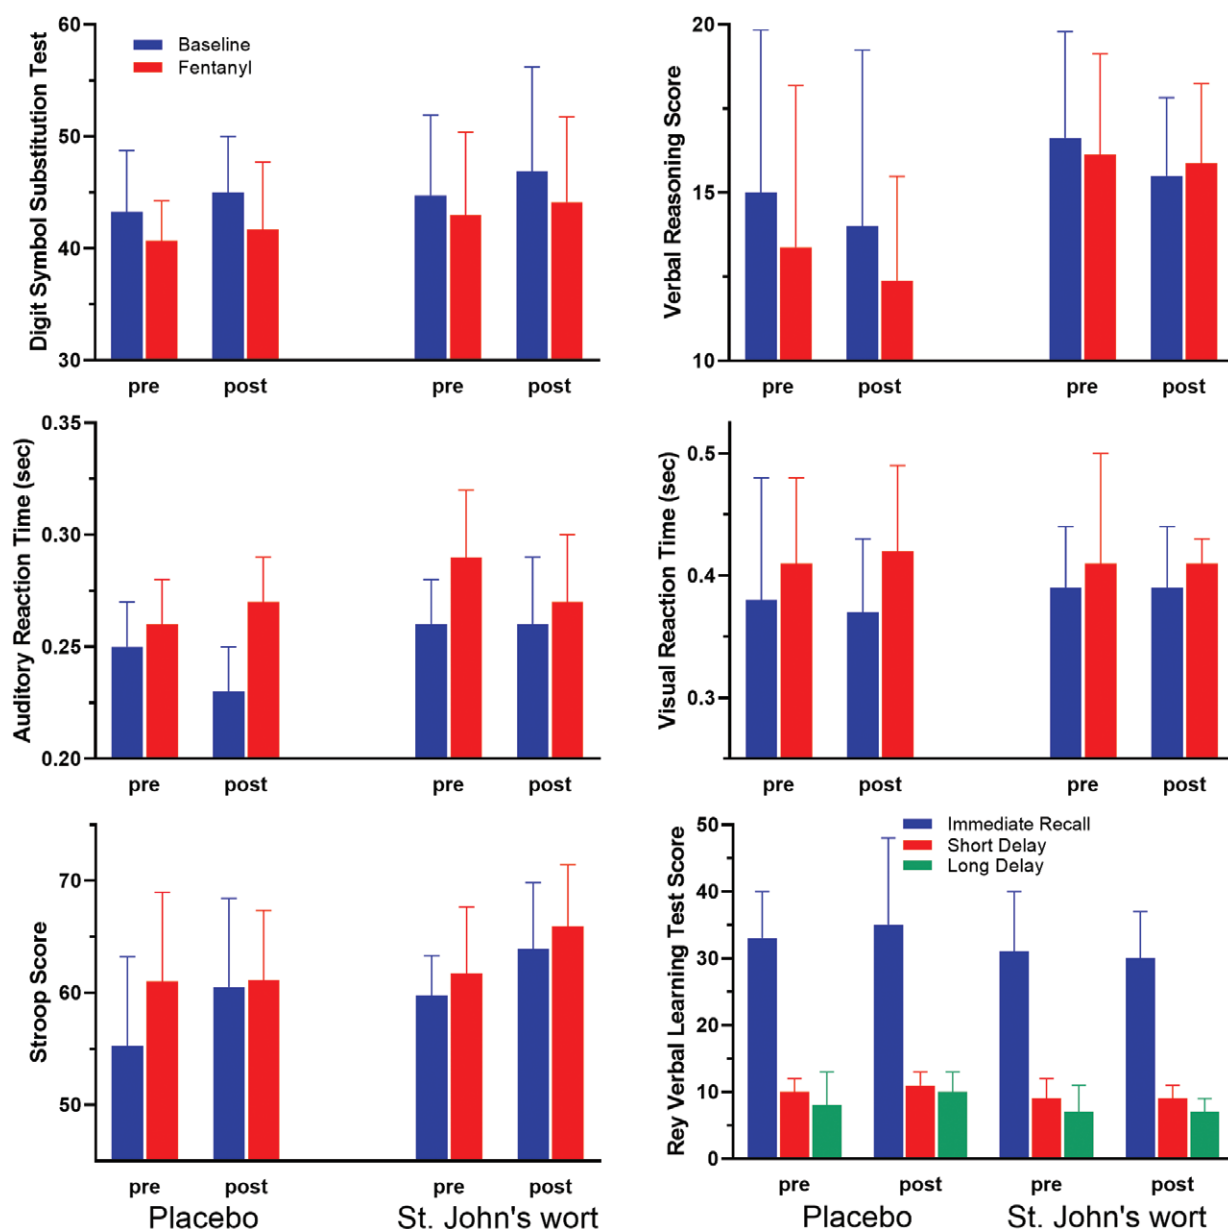 Digit Symbol Substitution Test
60
50
40
30
Baseline
Fentanyl
pre post pre post
Verbal Reasoning Score
20
15
10
pre post pre post
Auditory Reaction Time (sec)
0.35
0.30
0.25
0.20
pre post pre post
Visual Reaction Time (sec)
0.5
0.4
0.3
pre post pre post
Stroop Score
70
60
50
pre post pre post
Placebo St. John's wort
Rey Verbal Learning Test Score
50
40
30
20
10
0
Immediate Recall
Short Delay
Long Delay
pre post pre post
Placebo St. John's wort